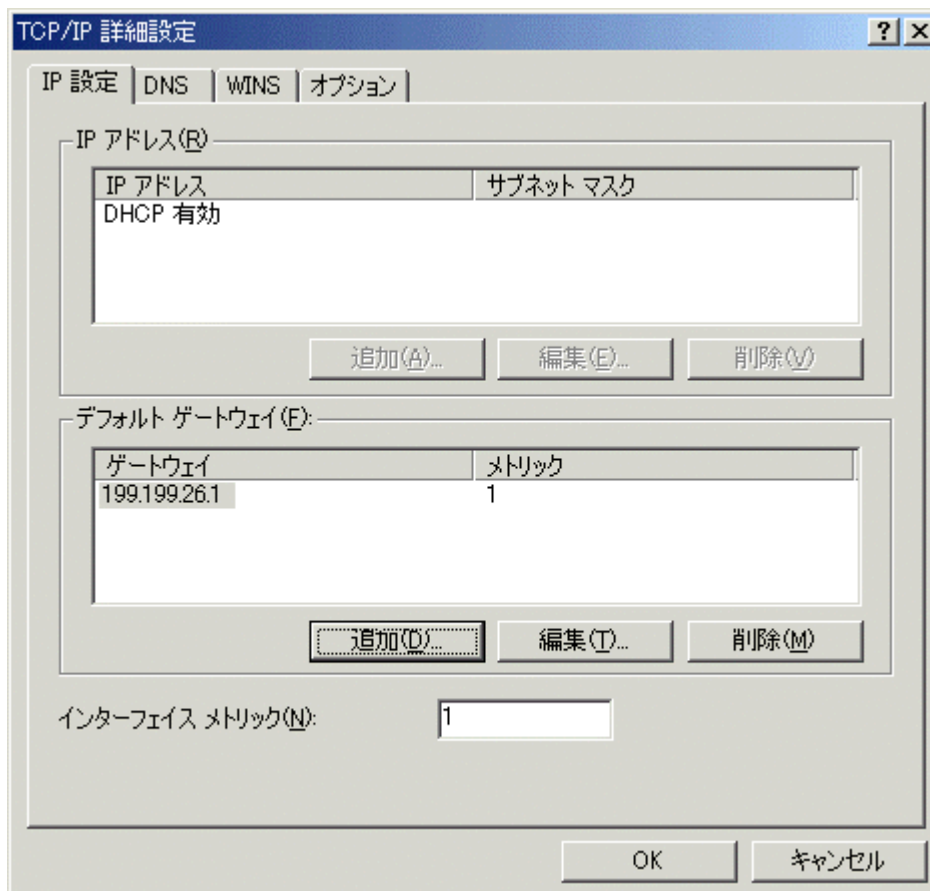 TCP/IP 詳細設定
IP 設定 DNS WINS オプション
IP アドレス(R)
IP アドレス サブネット マスク
DHCP 有効
追加(A)... 編集(E)... 削除(V)
デフォルト ゲートウェイ(F):
ゲートウェイ メトリック
199.199.26.1 1
追加(D)... 編集(T)... 削除(M)
インターフェイス メトリック(N): 1
OK キャンセル